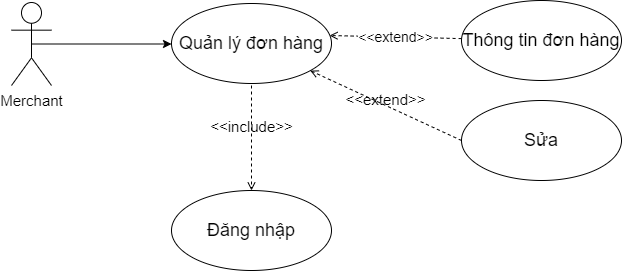 Quản lý đơn hàng
<<extend>>
Thông tin đơn hàng
Merchant
<<extend>>
<<include>>
Sửa
Đăng nhập